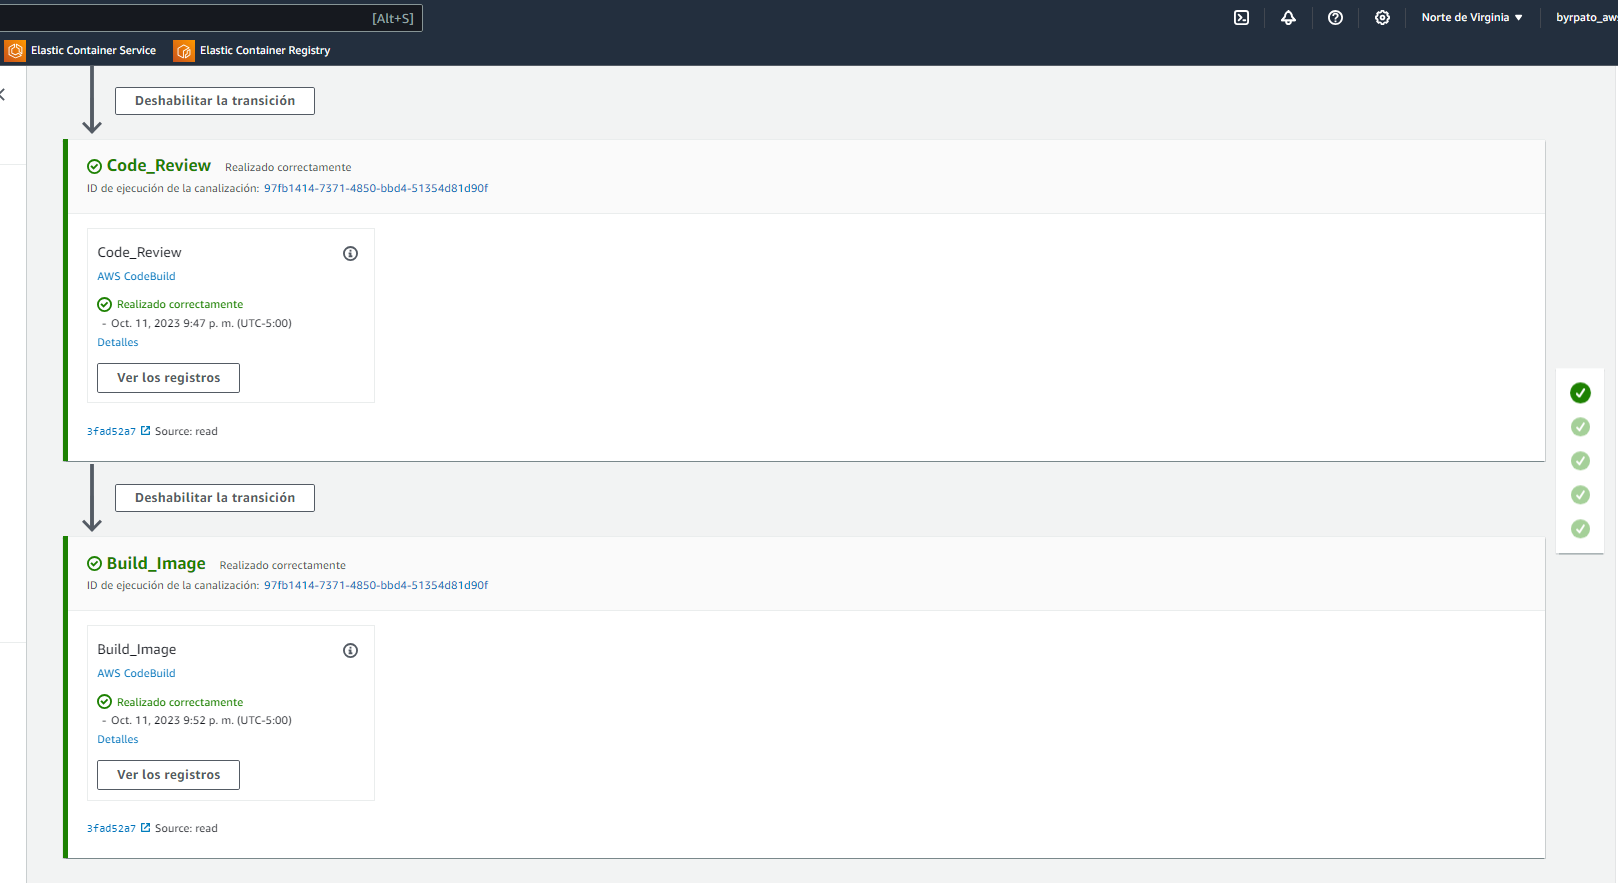 [Alt+S]
Norte de Virginia ▼
byrpato_aws
Elastic Container Service
Elastic Container Registry
Deshabilitar la transición
Code_Review Realizado correctamente
ID de ejecución de la canalización: 97fb1414-7371-4850-bbd4-51354d81d90f
Code_Review
AWS CodeBuild
Realizado correctamente
- Oct. 11, 2023 9:47 p. m. (UTC-5:00)
Detalles
Ver los registros
3fad52a7 Source: read
Deshabilitar la transición
Build_Image Realizado correctamente
ID de ejecución de la canalización: 97fb1414-7371-4850-bbd4-51354d81d90f
Build_Image
AWS CodeBuild
Realizado correctamente
- Oct. 11, 2023 9:52 p. m. (UTC-5:00)
Detalles
Ver los registros
3fad52a7 Source: read